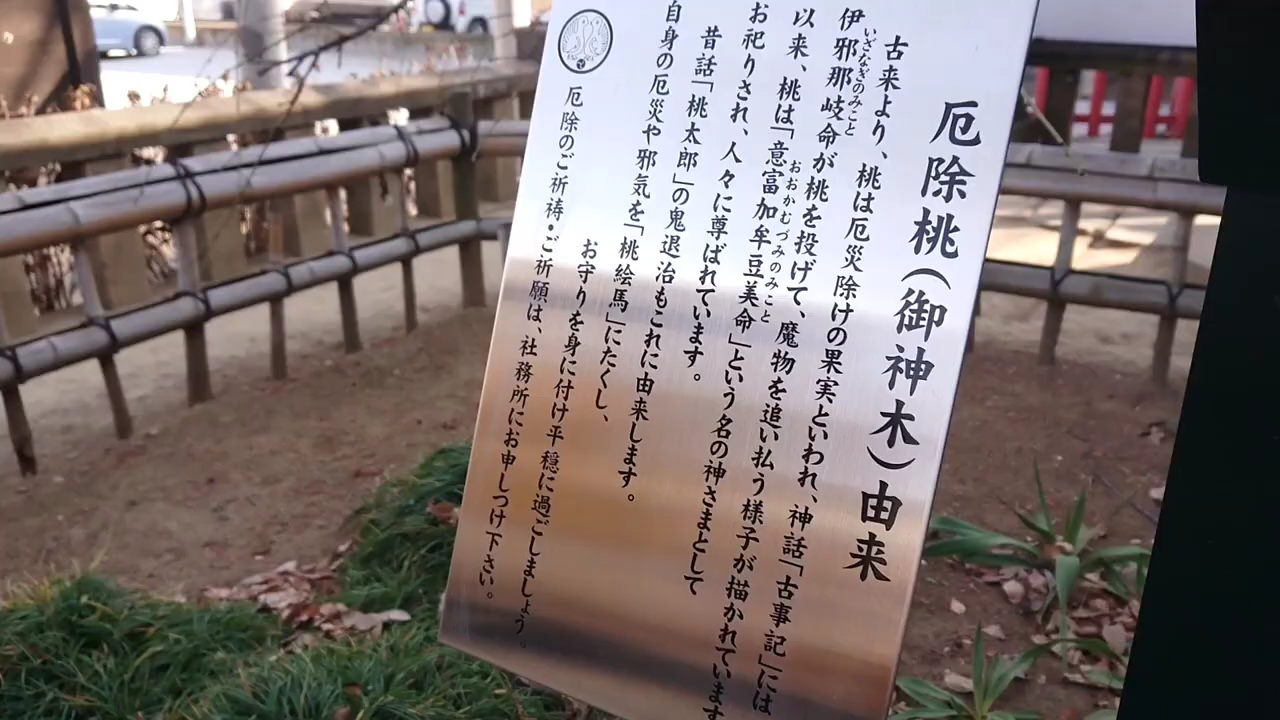 厄除桃(御神木)由来
古来より、桃は厄災除けの果実といわれ、神話「古事記」には
伊邪那岐命が桃を投げて、魔物を追い払う様子が描かれています
いざなぎのみこと
以来、桃は「意富加牟豆美命」という名の神さまとして
おおかむづみのみこと
お祀りされ、人々に尊ばれています。
昔話「桃太郎」の鬼退治もこれに由来します。
自身の厄災や邪気を「桃絵馬」にたくし、
お守りを身に付け平穏に過ごしましょう。
厄除のご祈祷・ご祈願は、社務所にお申しつけ下さい。